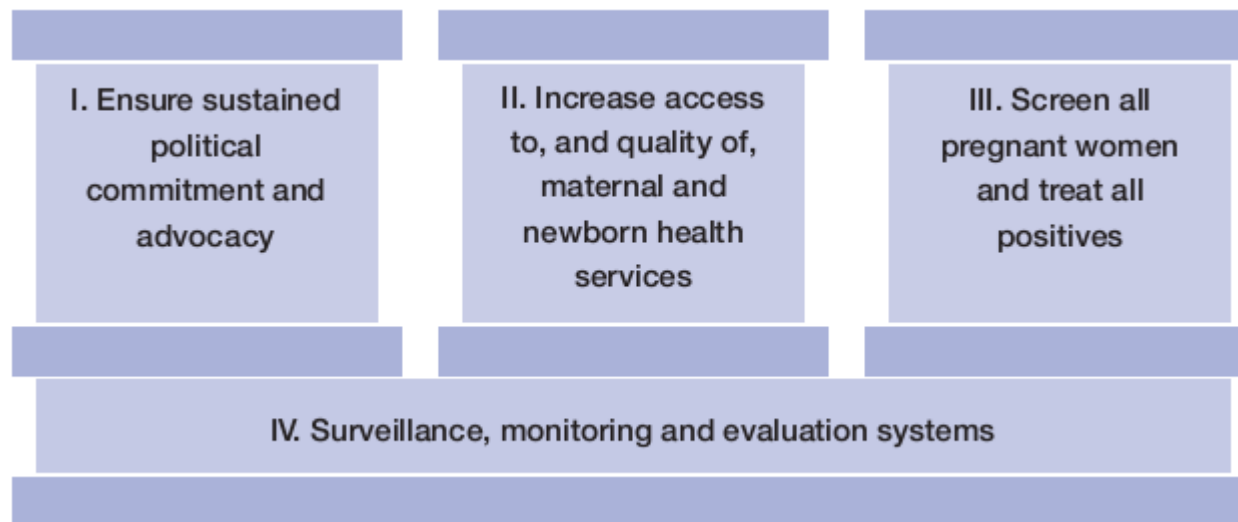 I. Ensure sustained
political
commitment and
advocacy
II. Increase access
to, and quality of,
maternal and
newborn health
services
III. Screen all
pregnant women
and treat all
positives
IV. Surveillance, monitoring and evaluation systems